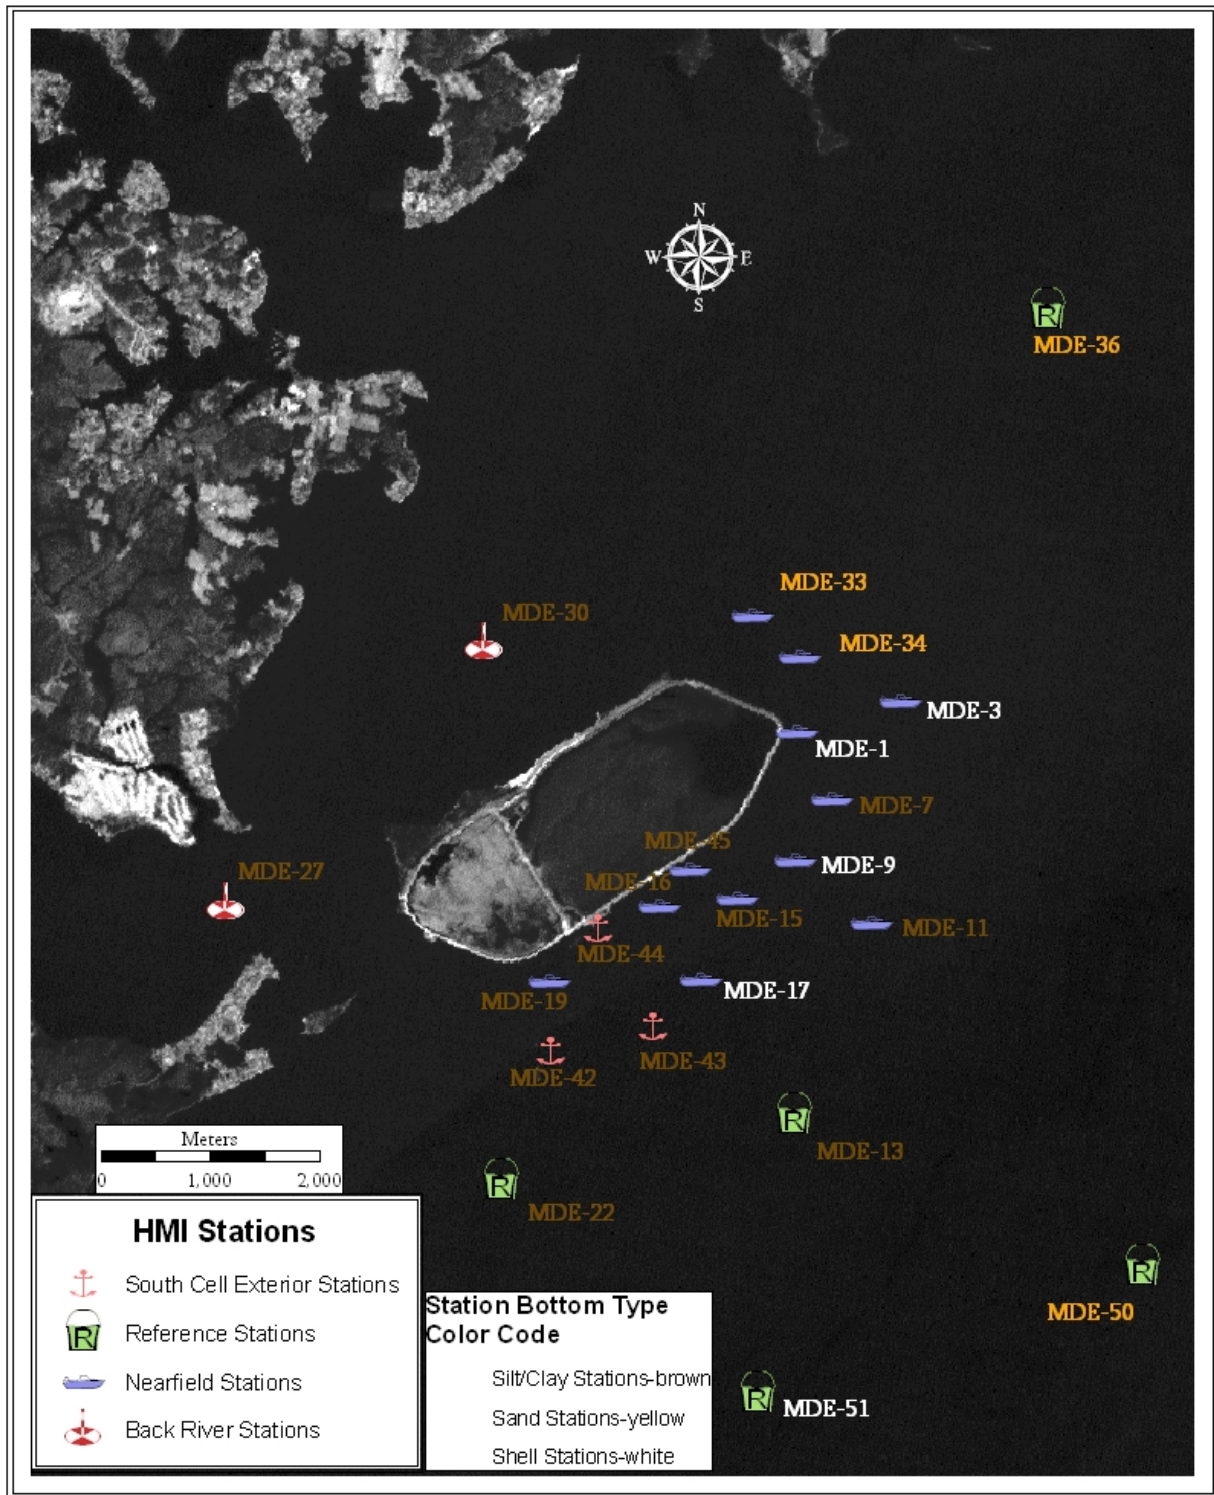 N
W E
S
R
MDE-36
MDE-33
MDE-30
MDE-34
MDE-3
MDE-1
MDE-7
MDE-45
MDE-9
MDE-27
MDE-16
MDE-15
MDE-11
MDE-44
MDE-17
MDE-19
MDE-43
MDE-42
R
MDE-13
Meters
0 1,000 2,000
R
MDE-22
HMI Stations
South Cell Exterior Stations
R Reference Stations
Nearfield Stations
Back River Stations
Station Bottom Type
Color Code
Silt/Clay Stations-brown
Sand Stations-yellow
Shell Stations-white
R
MDE-50
R
MDE-51